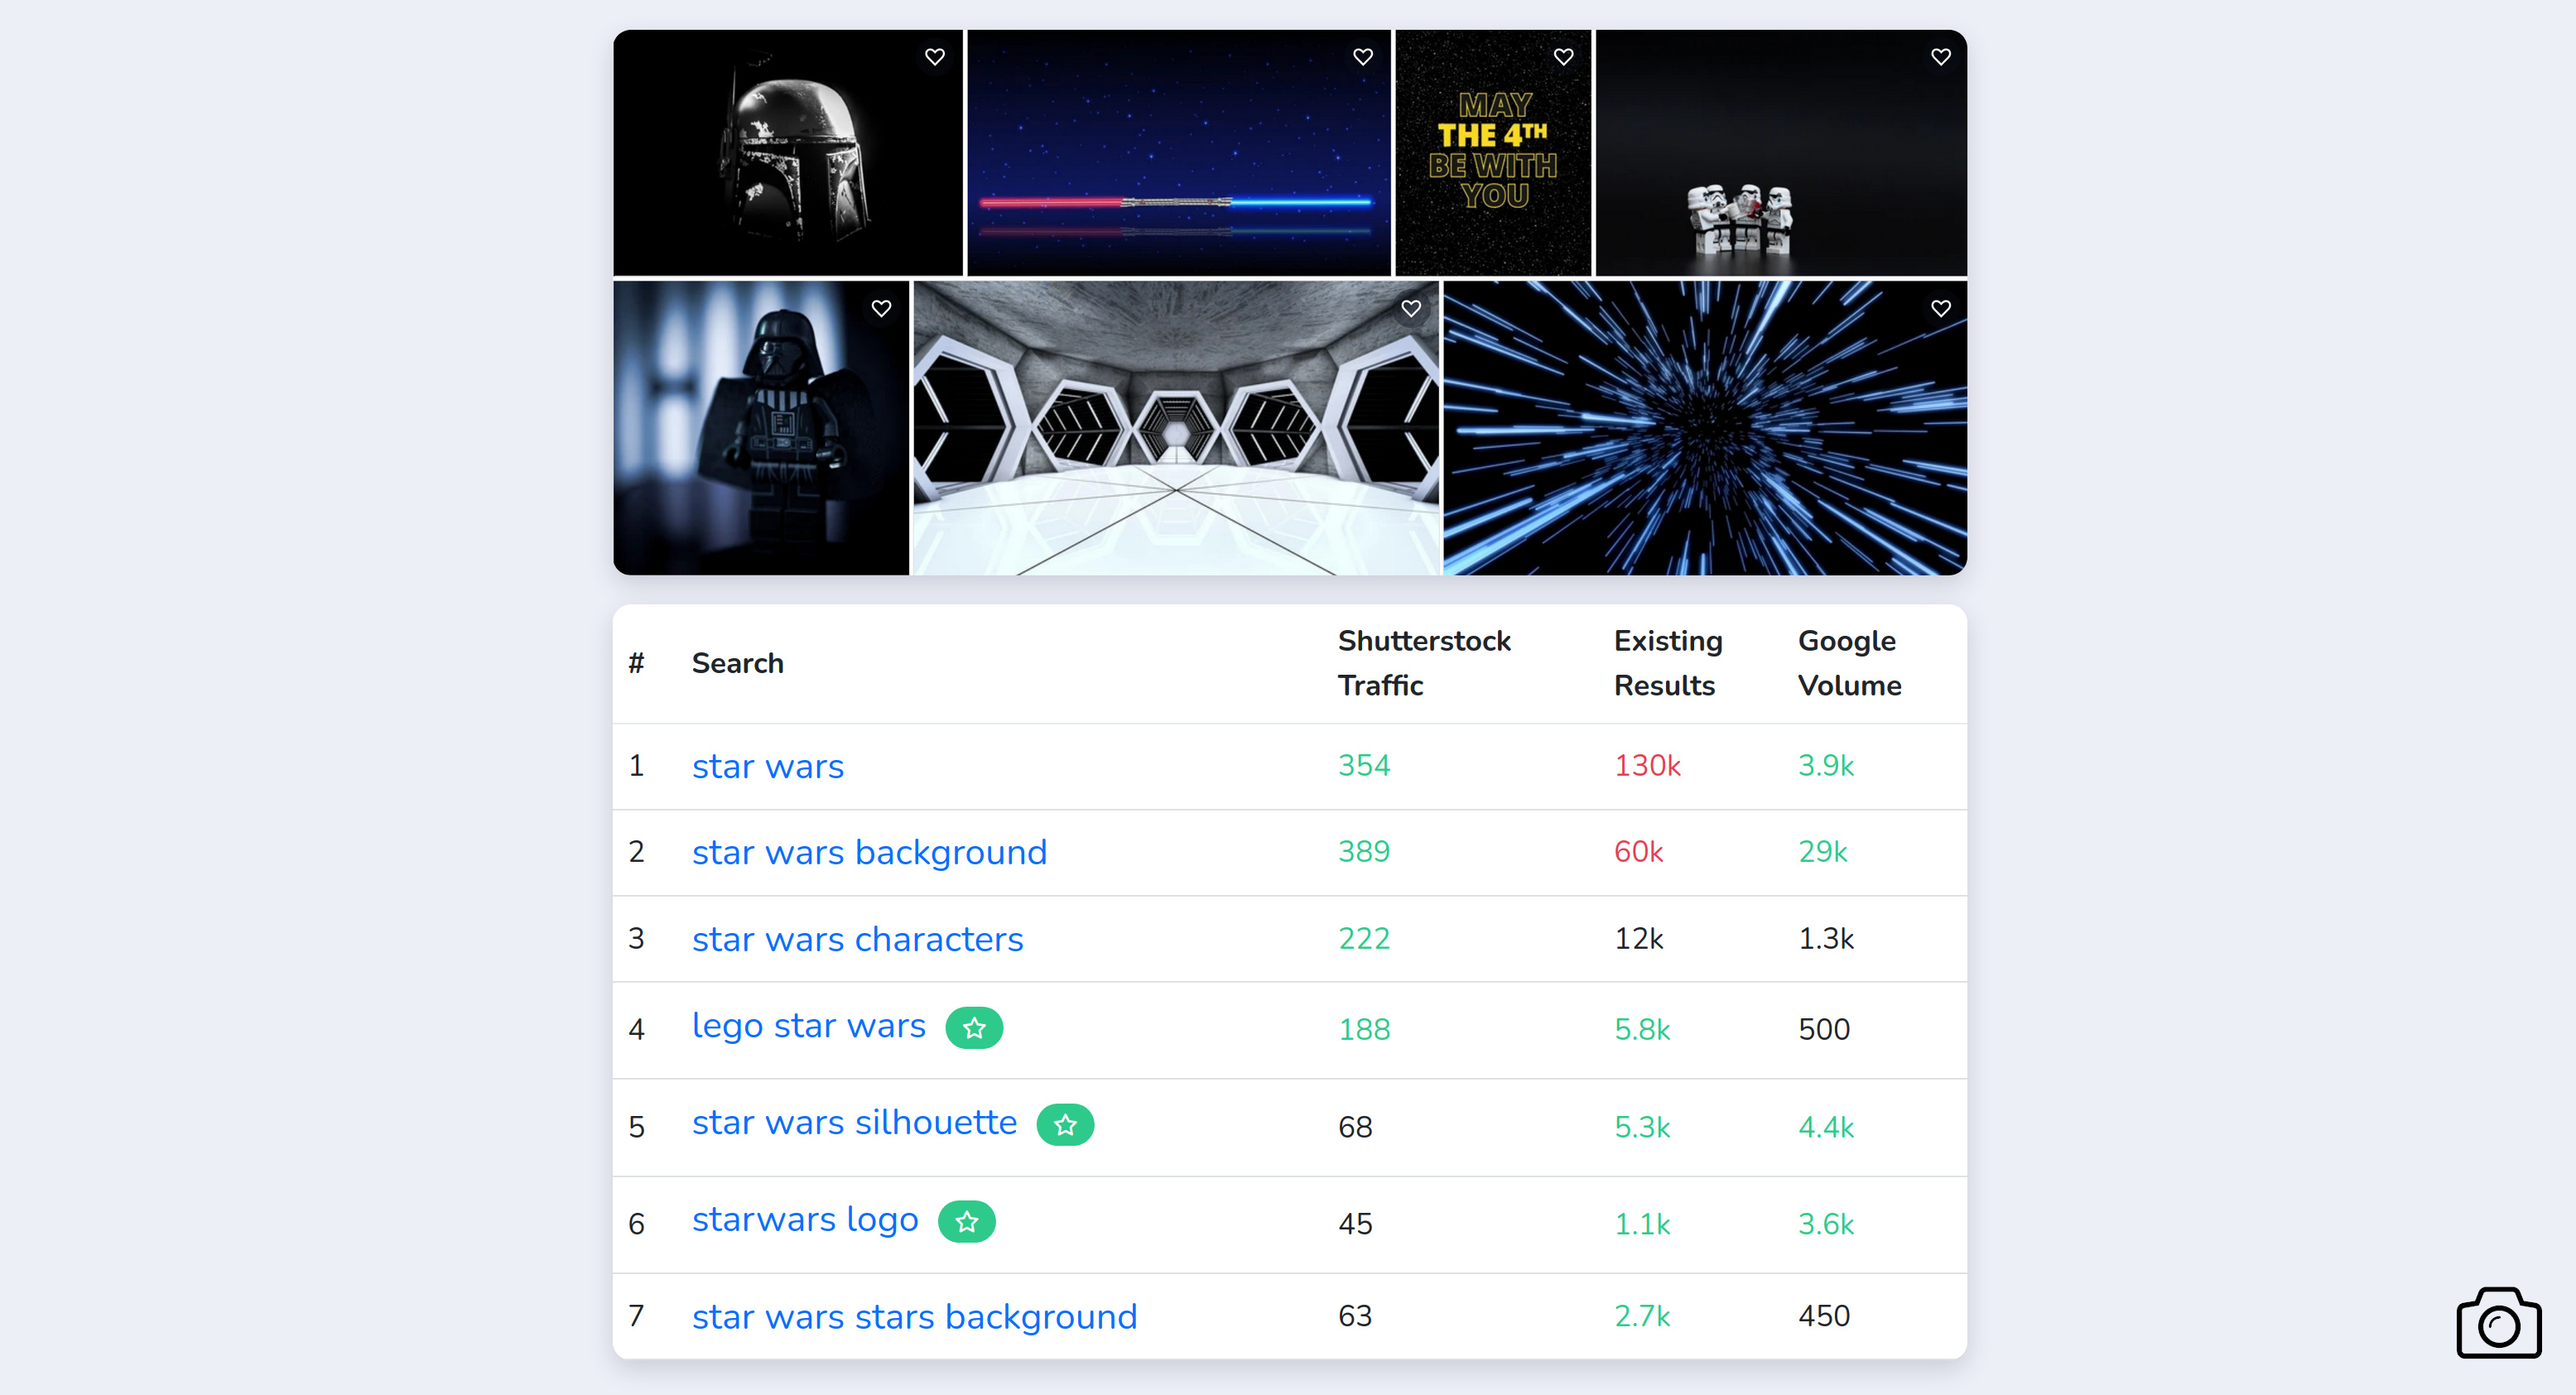 MAY
THE 4TH
BE WITH
YOU
# Search Shutterstock Traffic Existing Results Google Volume
1 star wars 354 130k 3.9k
2 star wars background 389 60k 29k
3 star wars characters 222 12k 1.3k
4 lego star wars 188 5.8k 500
5 star wars silhouette 68 5.3k 4.4k
6 starwars logo 45 1.1k 3.6k
7 star wars stars background 63 2.7k 450